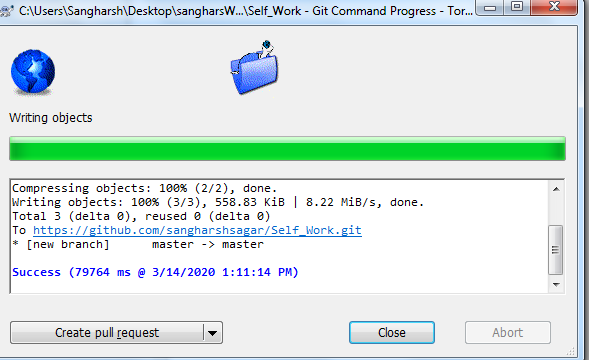 C:\Users\Sangharsh\Desktop\sangharsW...\Self_Work - Git Command Progress - Tor...
Writing objects
Compressing objects: 100% (2/2), done.
Writing objects: 100% (3/3), 558.83 KiB | 8.22 MiB/s, done.
Total 3 (delta 0), reused 0 (delta 0)
To https://github.com/sangharshsagar/Self_Work.git
* [new branch]      master -> master
Success (79764 ms @ 3/14/2020 1:11:14 PM)
Create pull request
Close
Abort